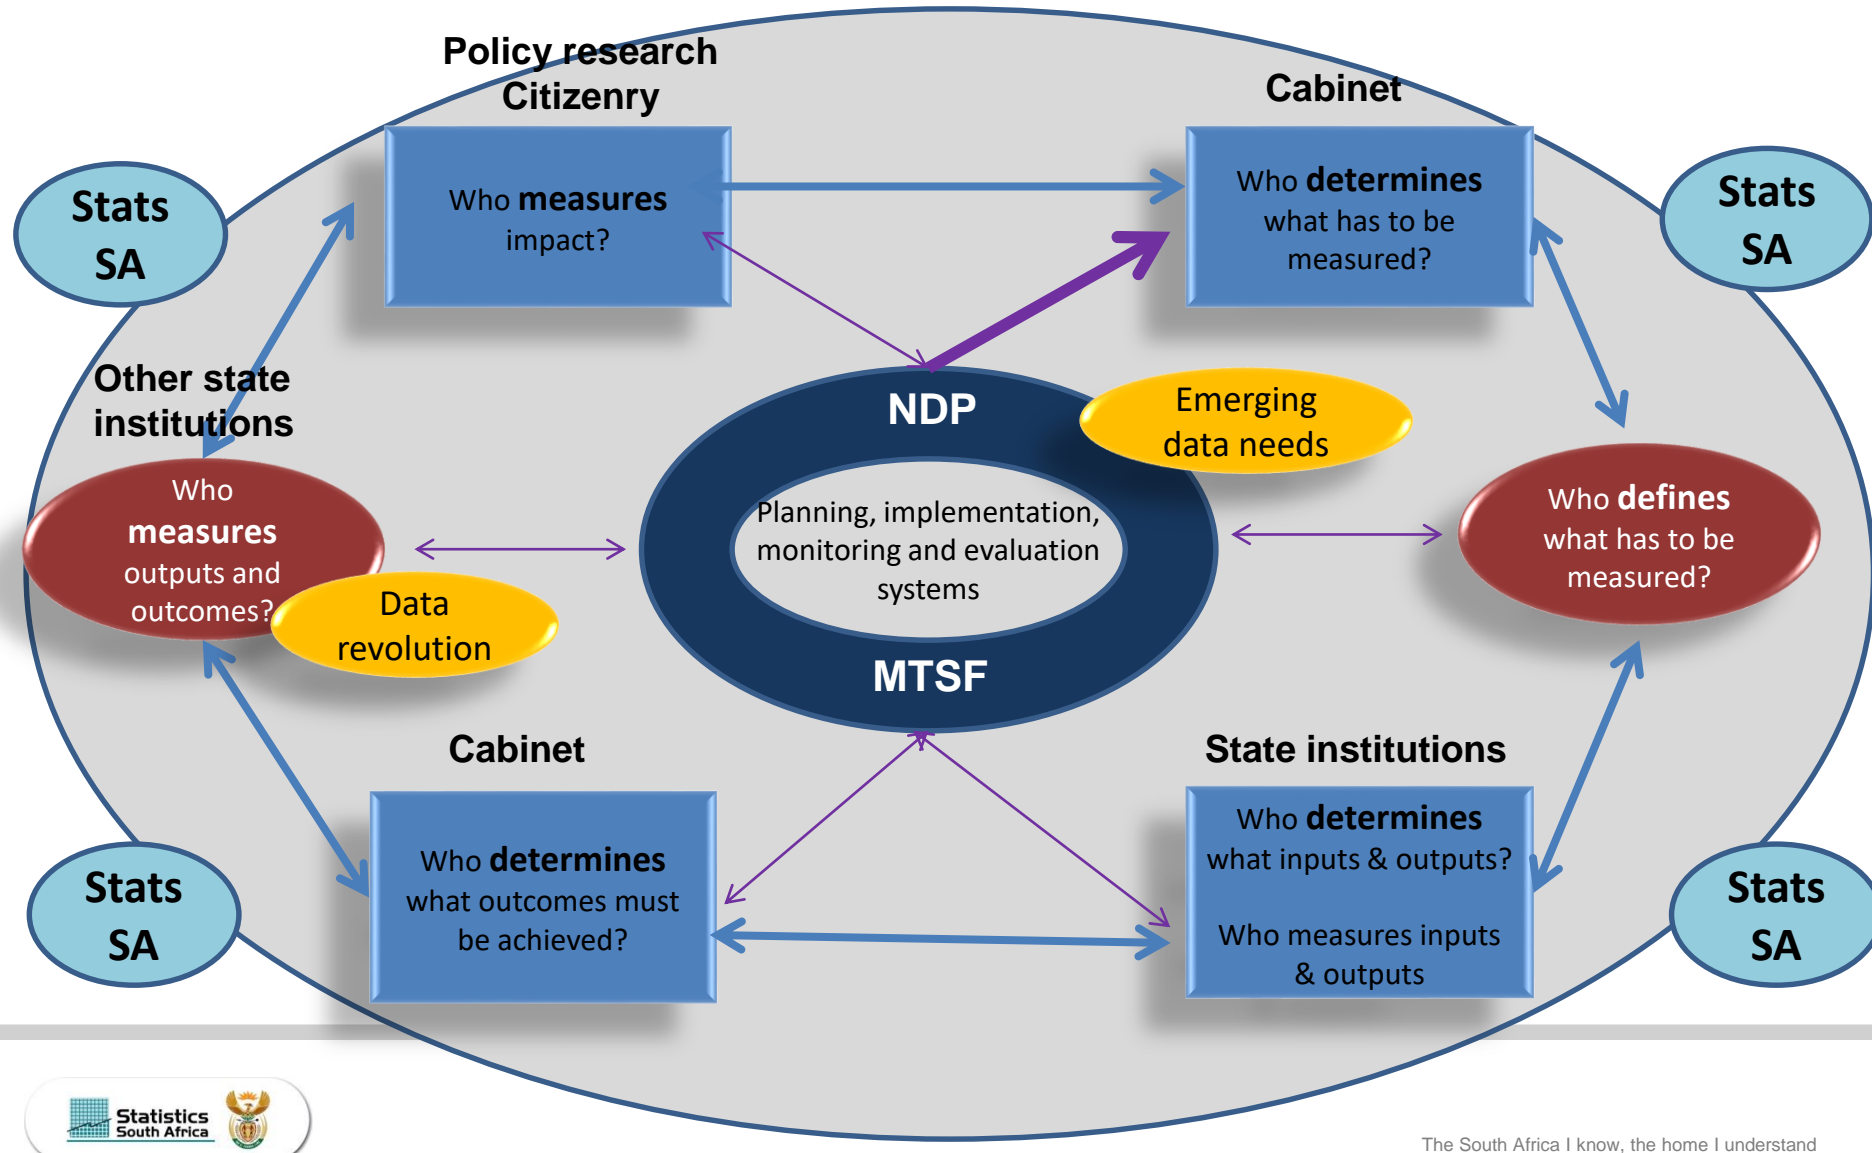 Policy research
Citizenry
Cabinet
Stats
SA
Who measures
impact?
Who determines
what has to be
measured?
Stats
SA
Other state
institutions
NDP
Emerging
data needs
Who
measures
outputs and
outcomes?
Planning, implementation,
monitoring and evaluation
systems
Who defines
what has to be
measured?
Data
revolution
MTSF
Cabinet
State institutions
Stats
SA
Who determines
what outcomes must
be achieved?
Who determines
what inputs & outputs?
Who measures inputs
& outputs
Stats
SA
Statistics
South Africa
The South Africa I know, the home I understand